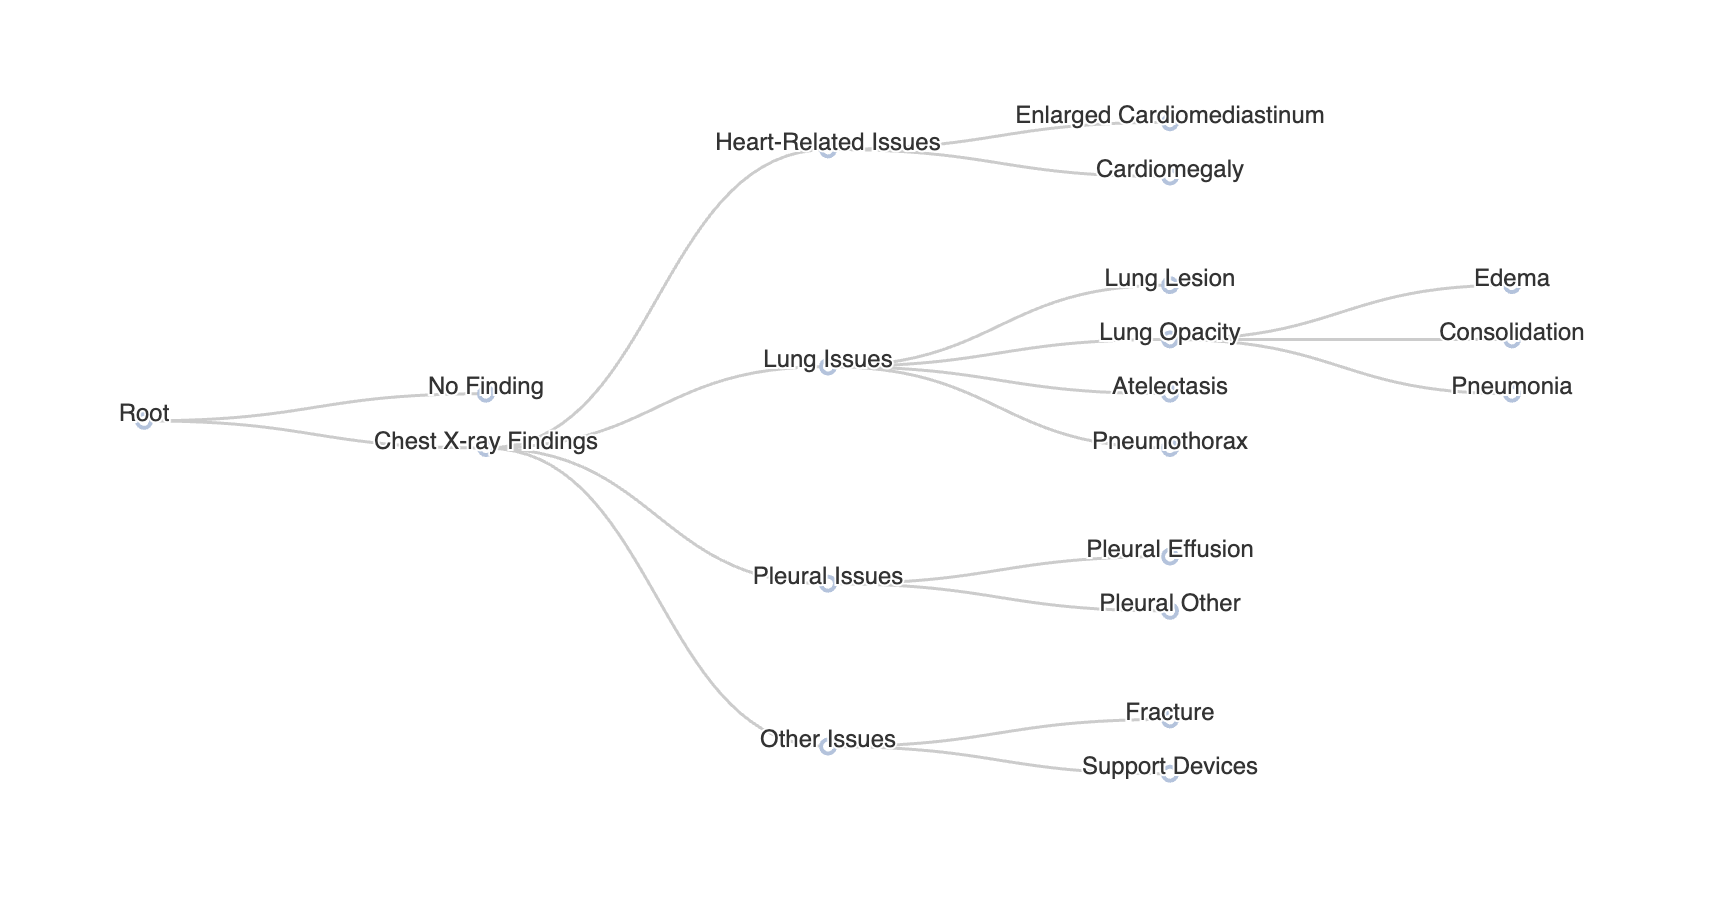 Enlarged Cardiomediastinum
Heart-Related Issues
Cardiomegaly
Lung Lesion
Edema
Lung Opacity
Consolidation
Lung Issues
No Finding
Atelectasis
Pneumonia
Root
Chest X-ray Findings
Pneumothorax
Pleural Effusion
Pleural Issues
Pleural Other
Fracture
Other Issues
Support Devices